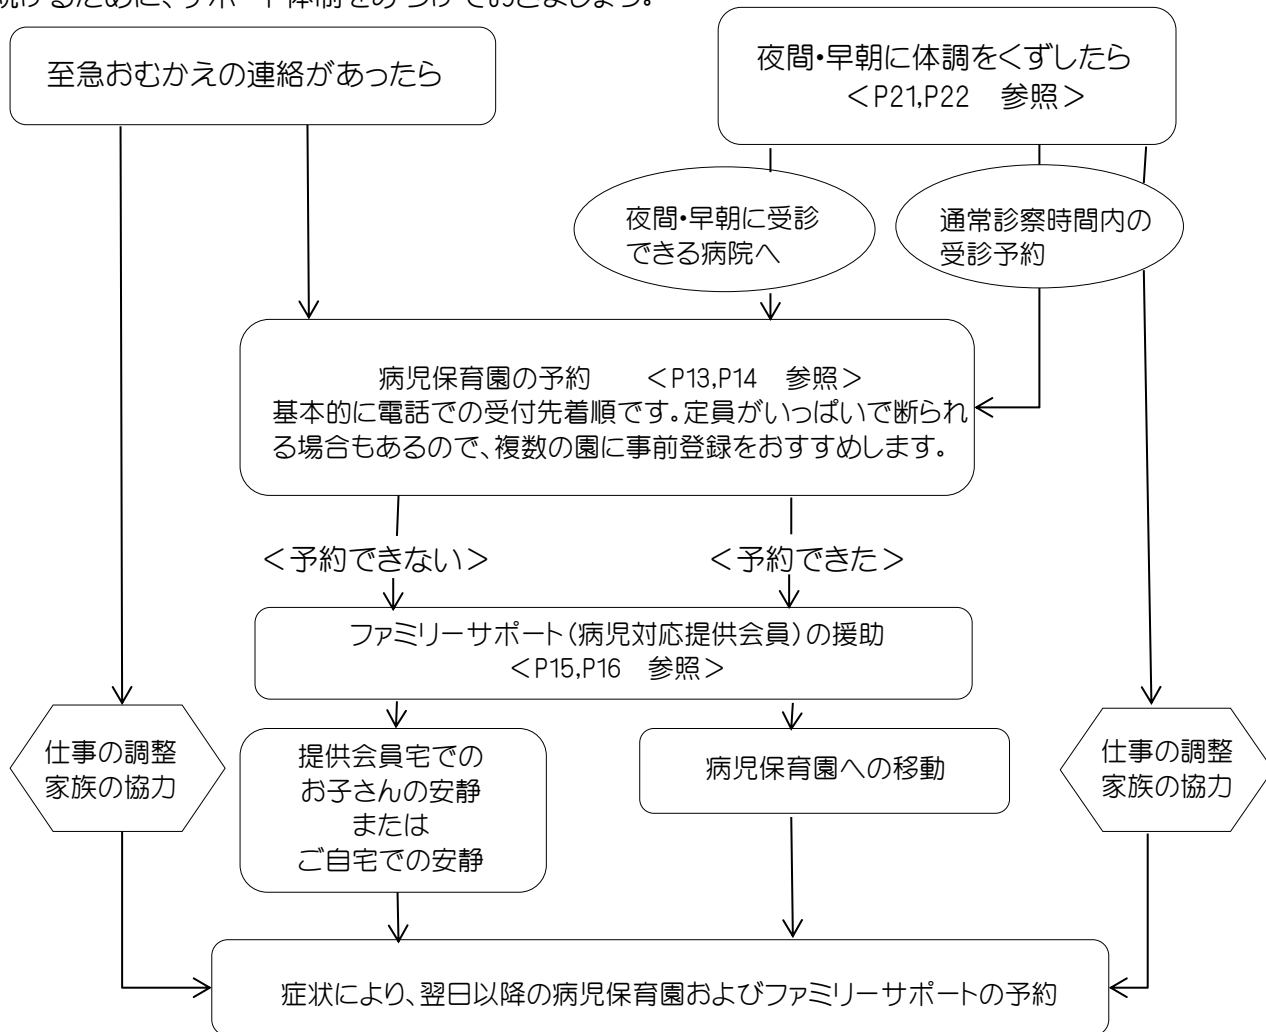 続けるために、サポート体制をみつけておきましょう。
至急おむかえの連絡があったら
夜間・早朝に体調をくずしたら
＜P21,P22　参照＞
夜間・早朝に受診
できる病院へ
通常診察時間内の
受診予約
病児保育園の予約　　＜P13,P14　参照＞
基本的に電話での受付先着順です。定員がいっぱいで断られ
る場合もあるので、複数の園に事前登録をおすすめします。
＜予約できない＞
＜予約できた＞
ファミリーサポート（病児対応提供会員）の援助
＜P15,P16　参照＞
仕事の調整
家族の協力
提供会員宅での
お子さんの安静
または
ご自宅での安静
病児保育園への移動
仕事の調整
家族の協力
症状により、翌日以降の病児保育園およびファミリーサポートの予約